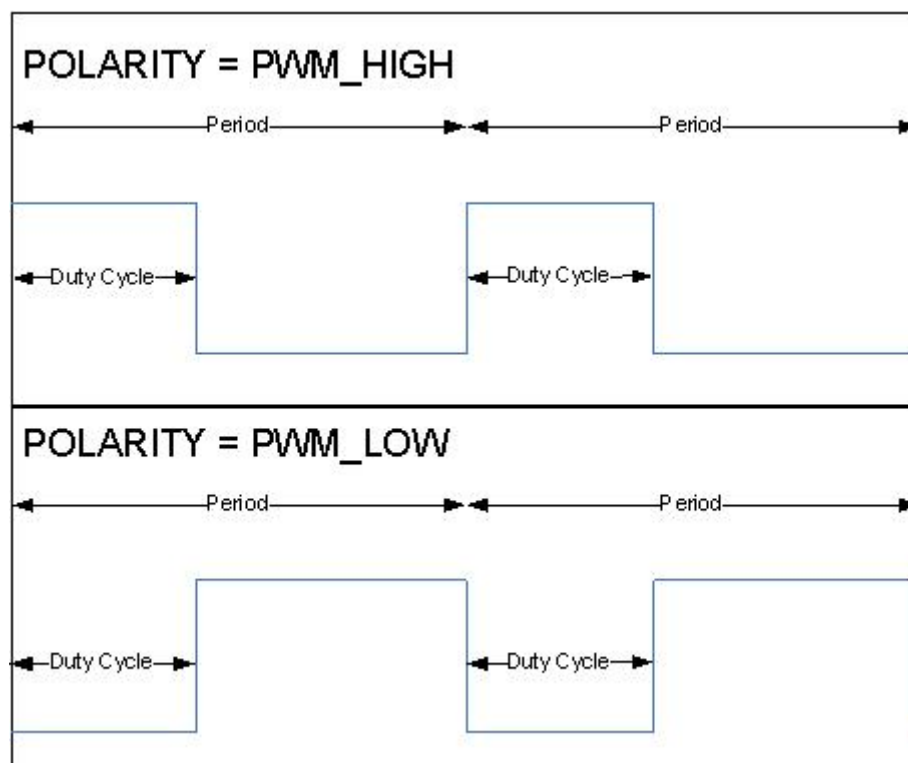 POLARITY = PWM_HIGH
Period Period
Duty Cycle Duty Cycle
POLARITY = PWM_LOW
Period Period
Duty Cycle Duty Cycle